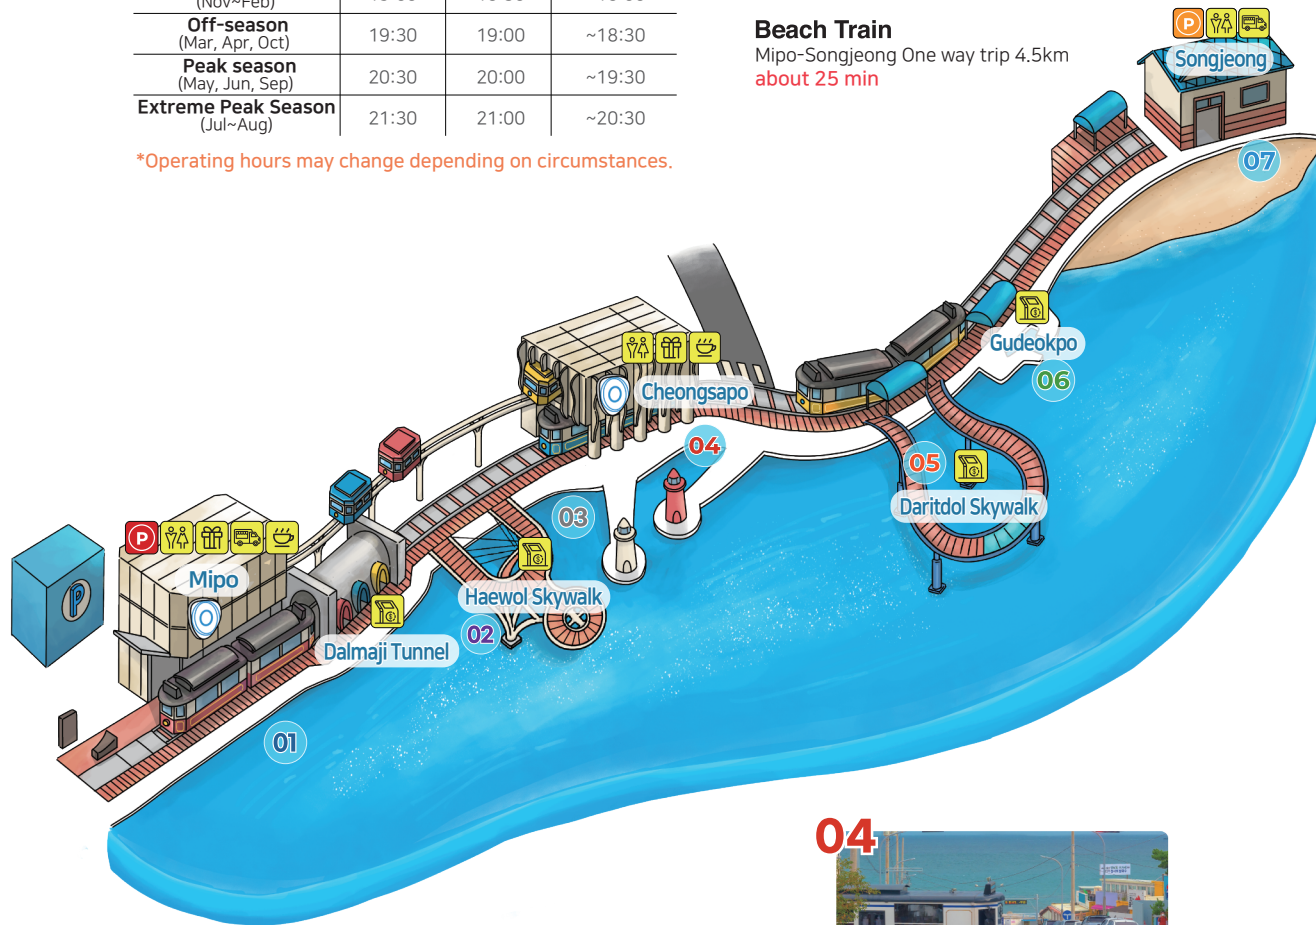 (Nov~Feb)
Off-season
(Mar, Apr, Oct)
19:30
19:00
~18:30
Peak season
(May, Jun, Sep)
20:30
20:00
~19:30
Extreme Peak Season
(Jul~Aug)
21:30
21:00
~20:30
*Operating hours may change depending on circumstances.
Beach Train
Mipo-Songjeong One way trip 4.5km
about 25 min
P
Songjeong
07
Gudeokpo
06
Cheongsapo
04
05
Daritdol Skywalk
03
Haewol Skywalk
02
P
Mipo
P
Dalmaji Tunnel
01
04